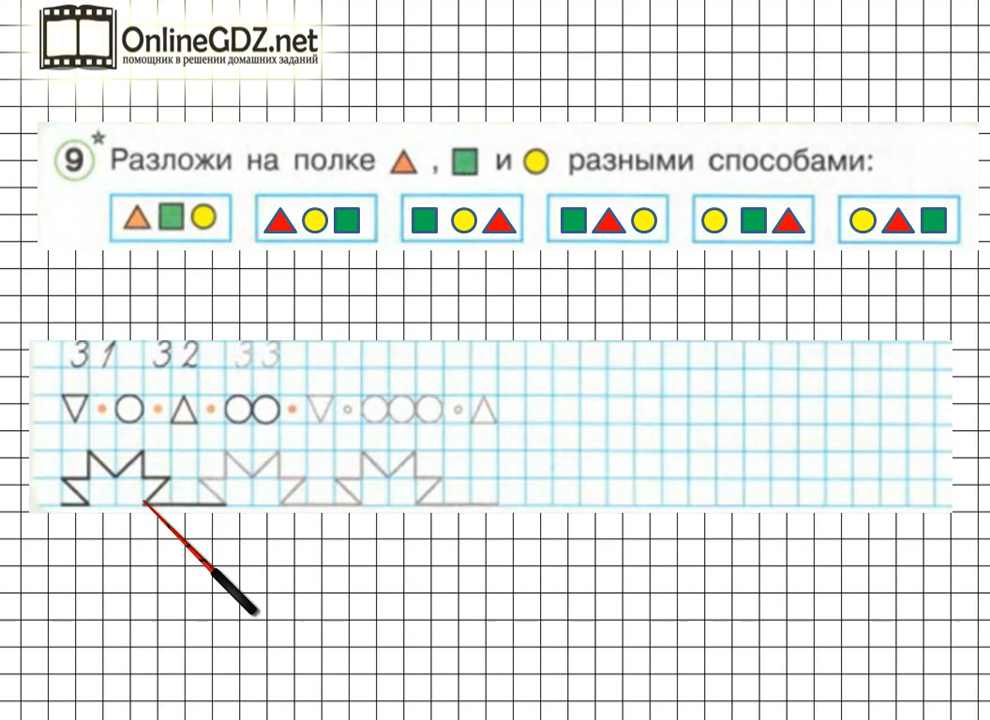 OnlineGDZ.net
помощник в решении домашних заданий
9* Разложи на полке , и разными способами:
31 32 33